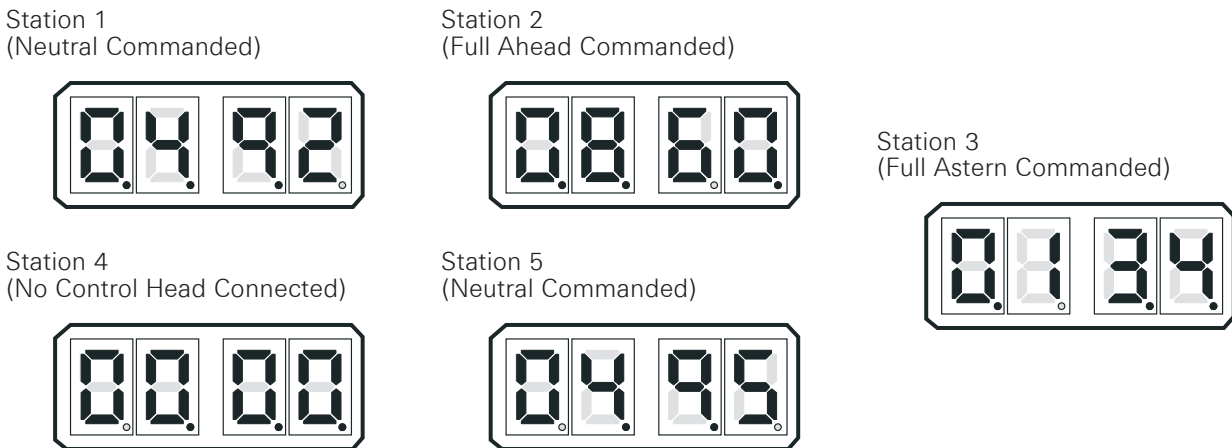 Station 1
(Neutral Commanded)
04 92
Station 2
(Full Ahead Commanded)
08 60
Station 3
(Full Astern Commanded)
01 34
Station 4
(No Control Head Connected)
00 00
Station 5
(Neutral Commanded)
04 95